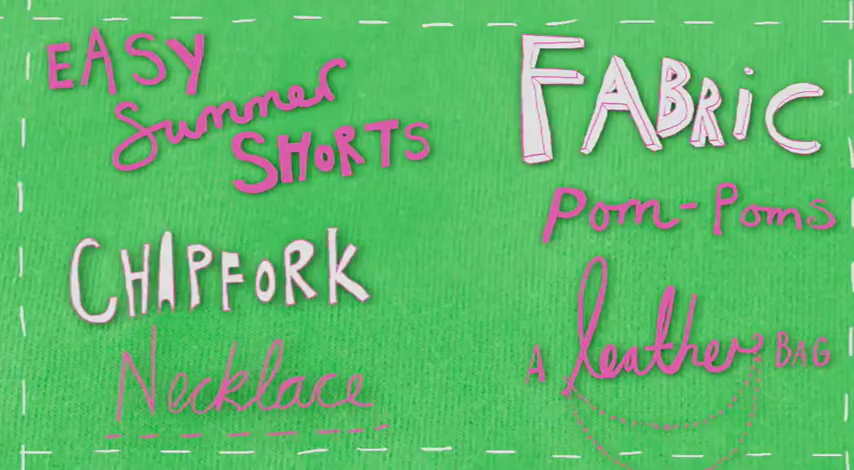 EASY
Summer
SHORTS
CHIPFORK
Necklace
FABRIC
Pom-Poms
A leather BAG